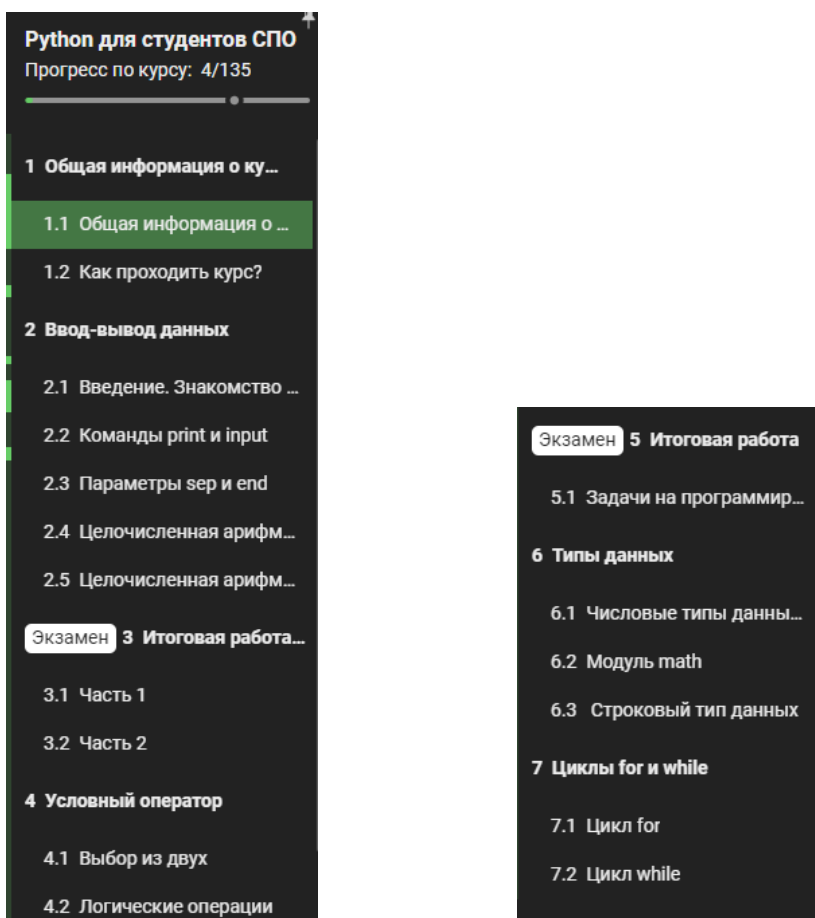 Python для студентов СПО
Прогресс по курсу: 4/135
1 Общая информация о ку...
1.1 Общая информация о ...
1.2 Как проходить курс?
2 Ввод-вывод данных
2.1 Введение. Знакомство ...
2.2 Команды print и input
2.3 Параметры sep и end
2.4 Целочисленная арифм...
2.5 Целочисленная арифм...
Экзамен 3 Итоговая работа...
3.1 Часть 1
3.2 Часть 2
4 Условный оператор
4.1 Выбор из двух
4.2 Логические операции
Экзамен 5 Итоговая работа
5.1 Задачи на программир...
6 Типы данных
6.1 Числовые типы данны...
6.2 Модуль math
6.3 Строковый тип данных
7 Циклы for и while
7.1 Цикл for
7.2 Цикл while